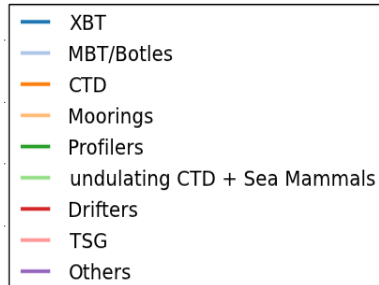 XBT
MBT/Botles
CTD
Moorings
Profilers
undulating CTD + Sea Mammals
Drifters
TSG
Others